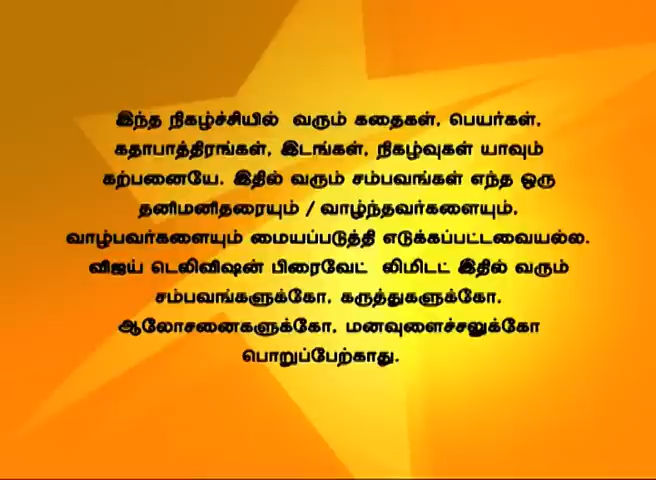 இந்த நிகழ்ச்சியில் வரும் கதைகள், பெயர்கள்,
கதாபாத்திரங்கள், இடங்கள், நிகழ்வுகள் யாவும்
கற்பனையே. இதில் வரும் சம்பவங்கள் எந்த ஒரு
தனிமனிதரையும் / வாழ்ந்தவர்களையும்,
வாழ்பவர்களையும் மையப்படுத்தி எடுக்கப்பட்டவையல்ல.
விஜய் டெலிவிஷன் பிரைவேட் லிமிடட் இதில் வரும்
சம்பவங்களுக்கோ, கருத்துகளுக்கோ,
ஆலோசனைகளுக்கோ, மனவுளைச்சலுக்கோ
பொறுப்பேற்காது.